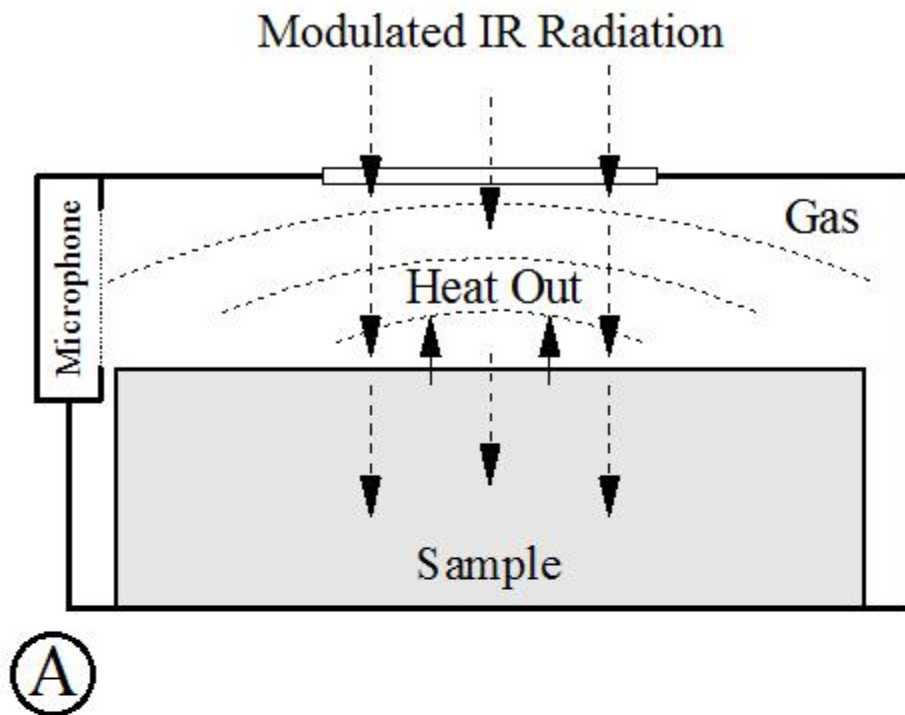 Modulated IR Radiation
Microphone
Gas
Heat Out
Sample
A